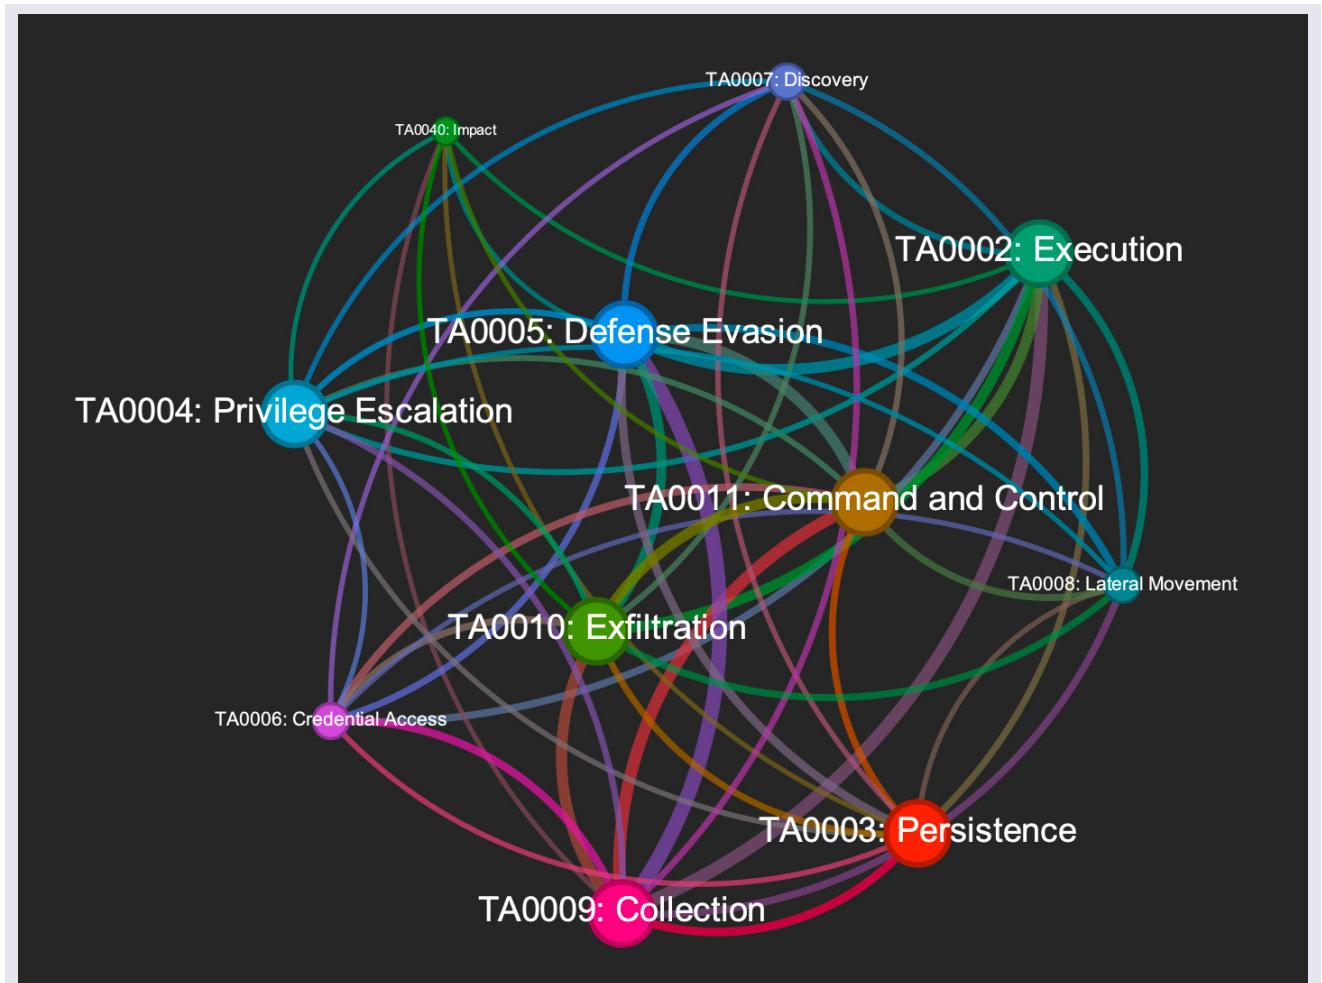 TA0007: Discovery
TA0040: Impact
TA0002: Execution
TA0005: Defense Evasion
TA0004: Privilege Escalation
TA0011: Command and Control
TA0008: Lateral Movement
TA0010: Exfiltration
TA0006: Credential Access
TA0003: Persistence
TA0009: Collection